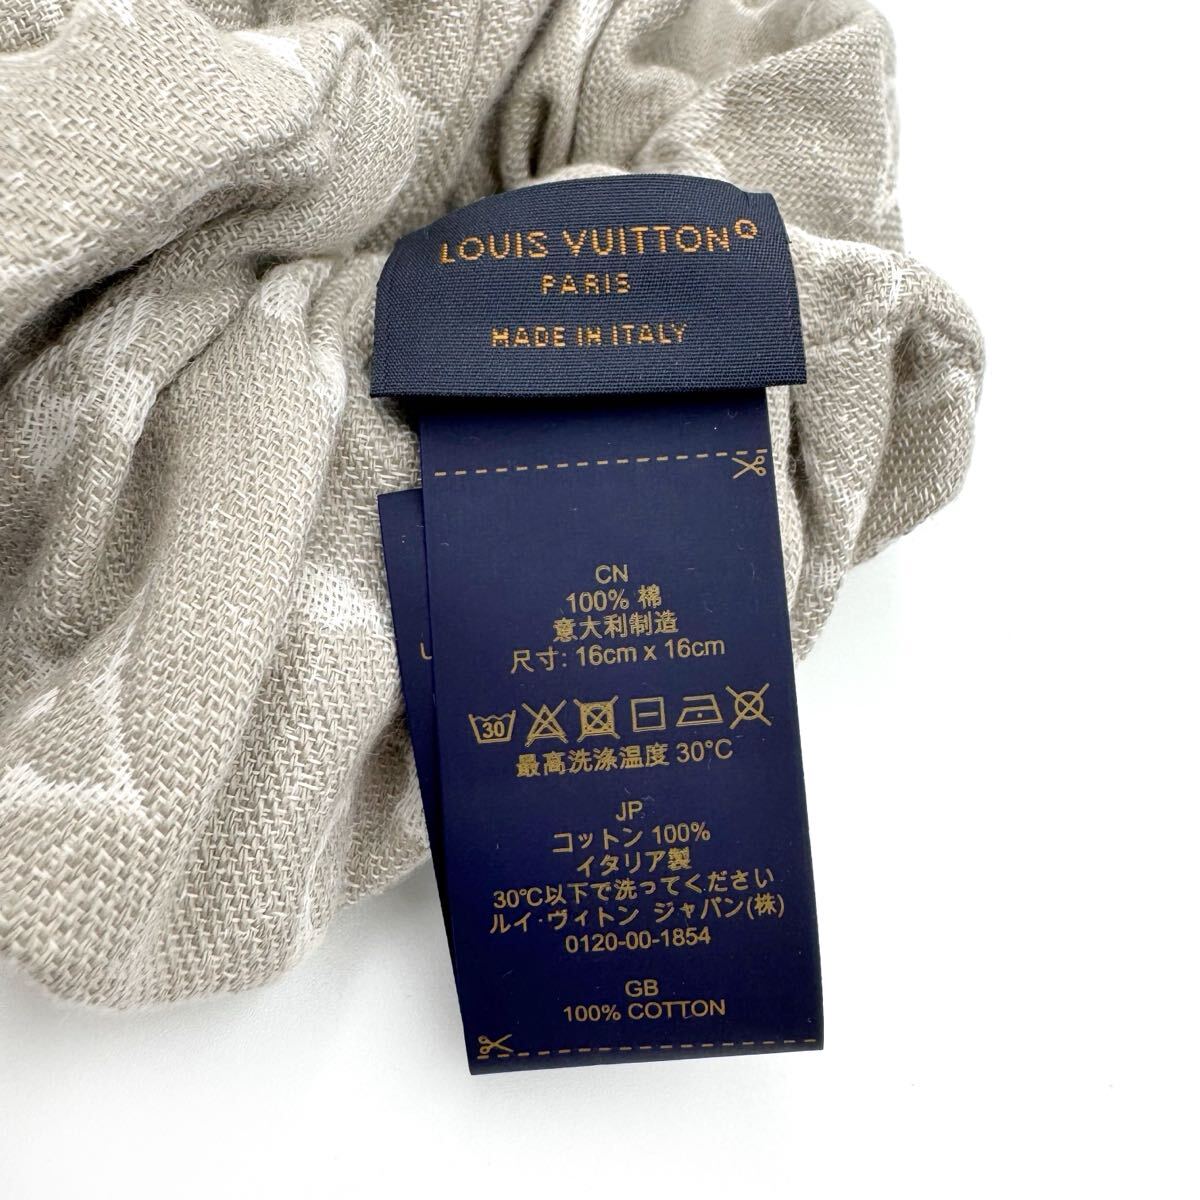 LOUIS VUITTON®
PARIS
MADE IN ITALY
CN
100% 棉
意大利制造
尺寸: 16cm x 16cm
30
最高洗涤温度 30°C
JP
コットン 100%
イタリア製
30℃以下で洗ってください
ルイ·ヴィトン ジャパン(株)
0120-00-1854
GB
100% COTTON